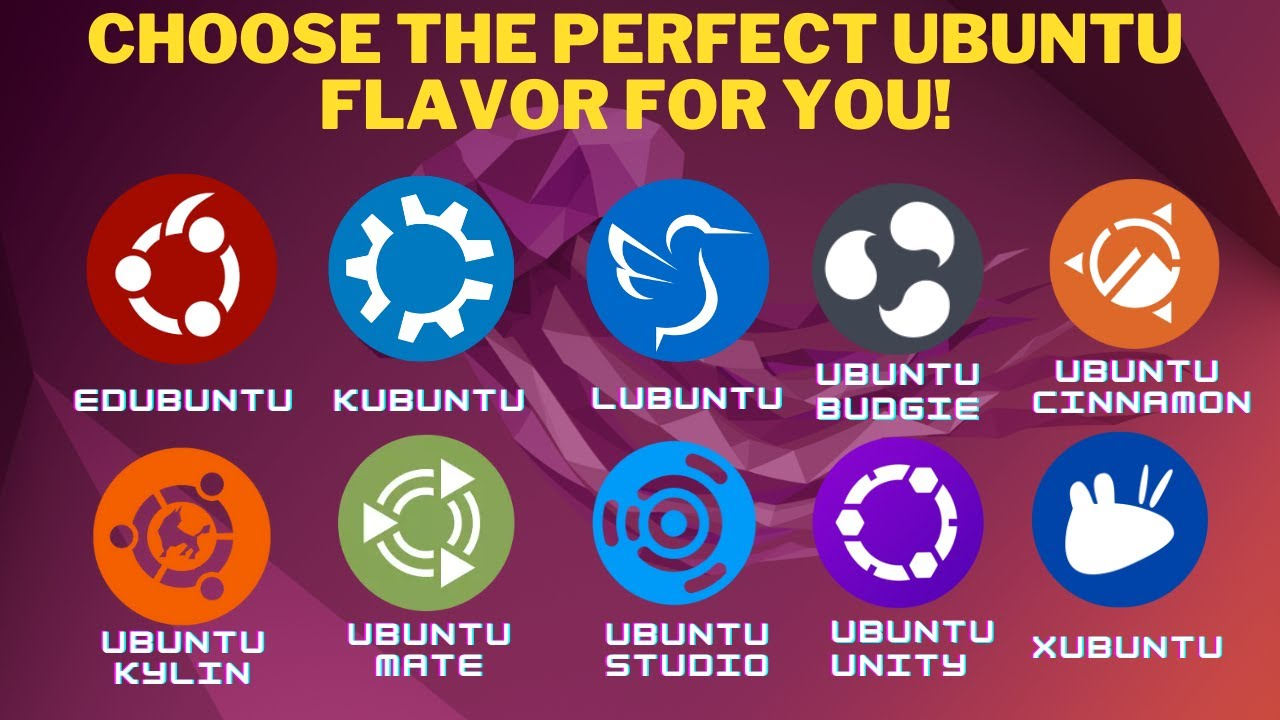 CHOOSE THE PERFECT UBUNTU
FLAVOR FOR YOU!
EDUBUNTU
KUBUNTU
LUBUNTU
UBUNTU
BUDGIE
UBUNTU
CINNAMON
UBUNTU
KYLIN
UBUNTU
MATE
UBUNTU
STUDIO
UBUNTU
UNITY
XUBUNTU